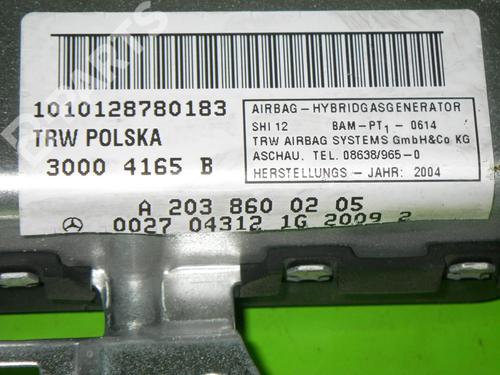 1010128780183
TRW POLSKA
3000 4165 B
AIRBAG-HYBRIDGASGENERATOR
SHI 12 BAM-PT1-0614
TRW AIRBAG SYSTEMS GmbH&Co KG
ASCHAU. TEL. 08638/965-0
HERSTELLUNGS - JAHR: 2004
A 203 860 02 05
0027 04312 1G 2009 2